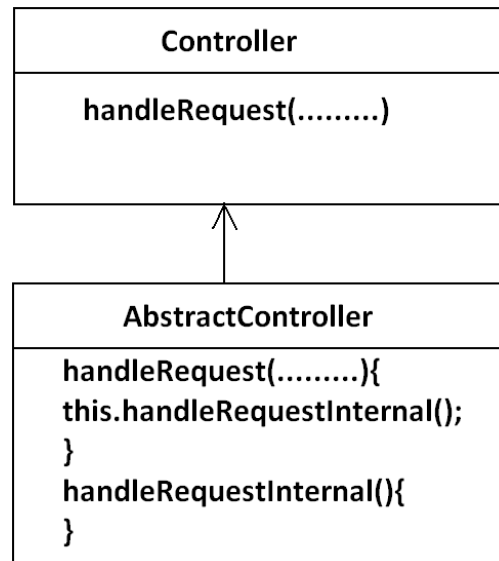 Controller
handleRequest(.........)
AbstractController
handleRequest(.........){
this.handleRequestInternal();
}
handleRequestInternal(){
}